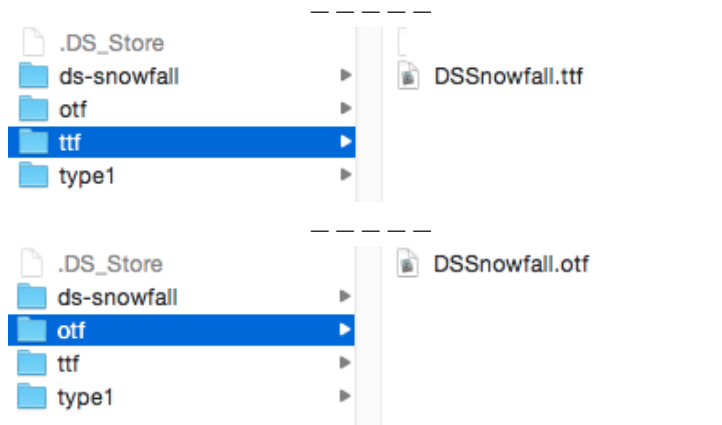 .DS_Store
ds-snowfall
DSSnowfall.ttf
otf
ttf
type1
.DS_Store
DSSnowfall.otf
ds-snowfall
otf
ttf
type1